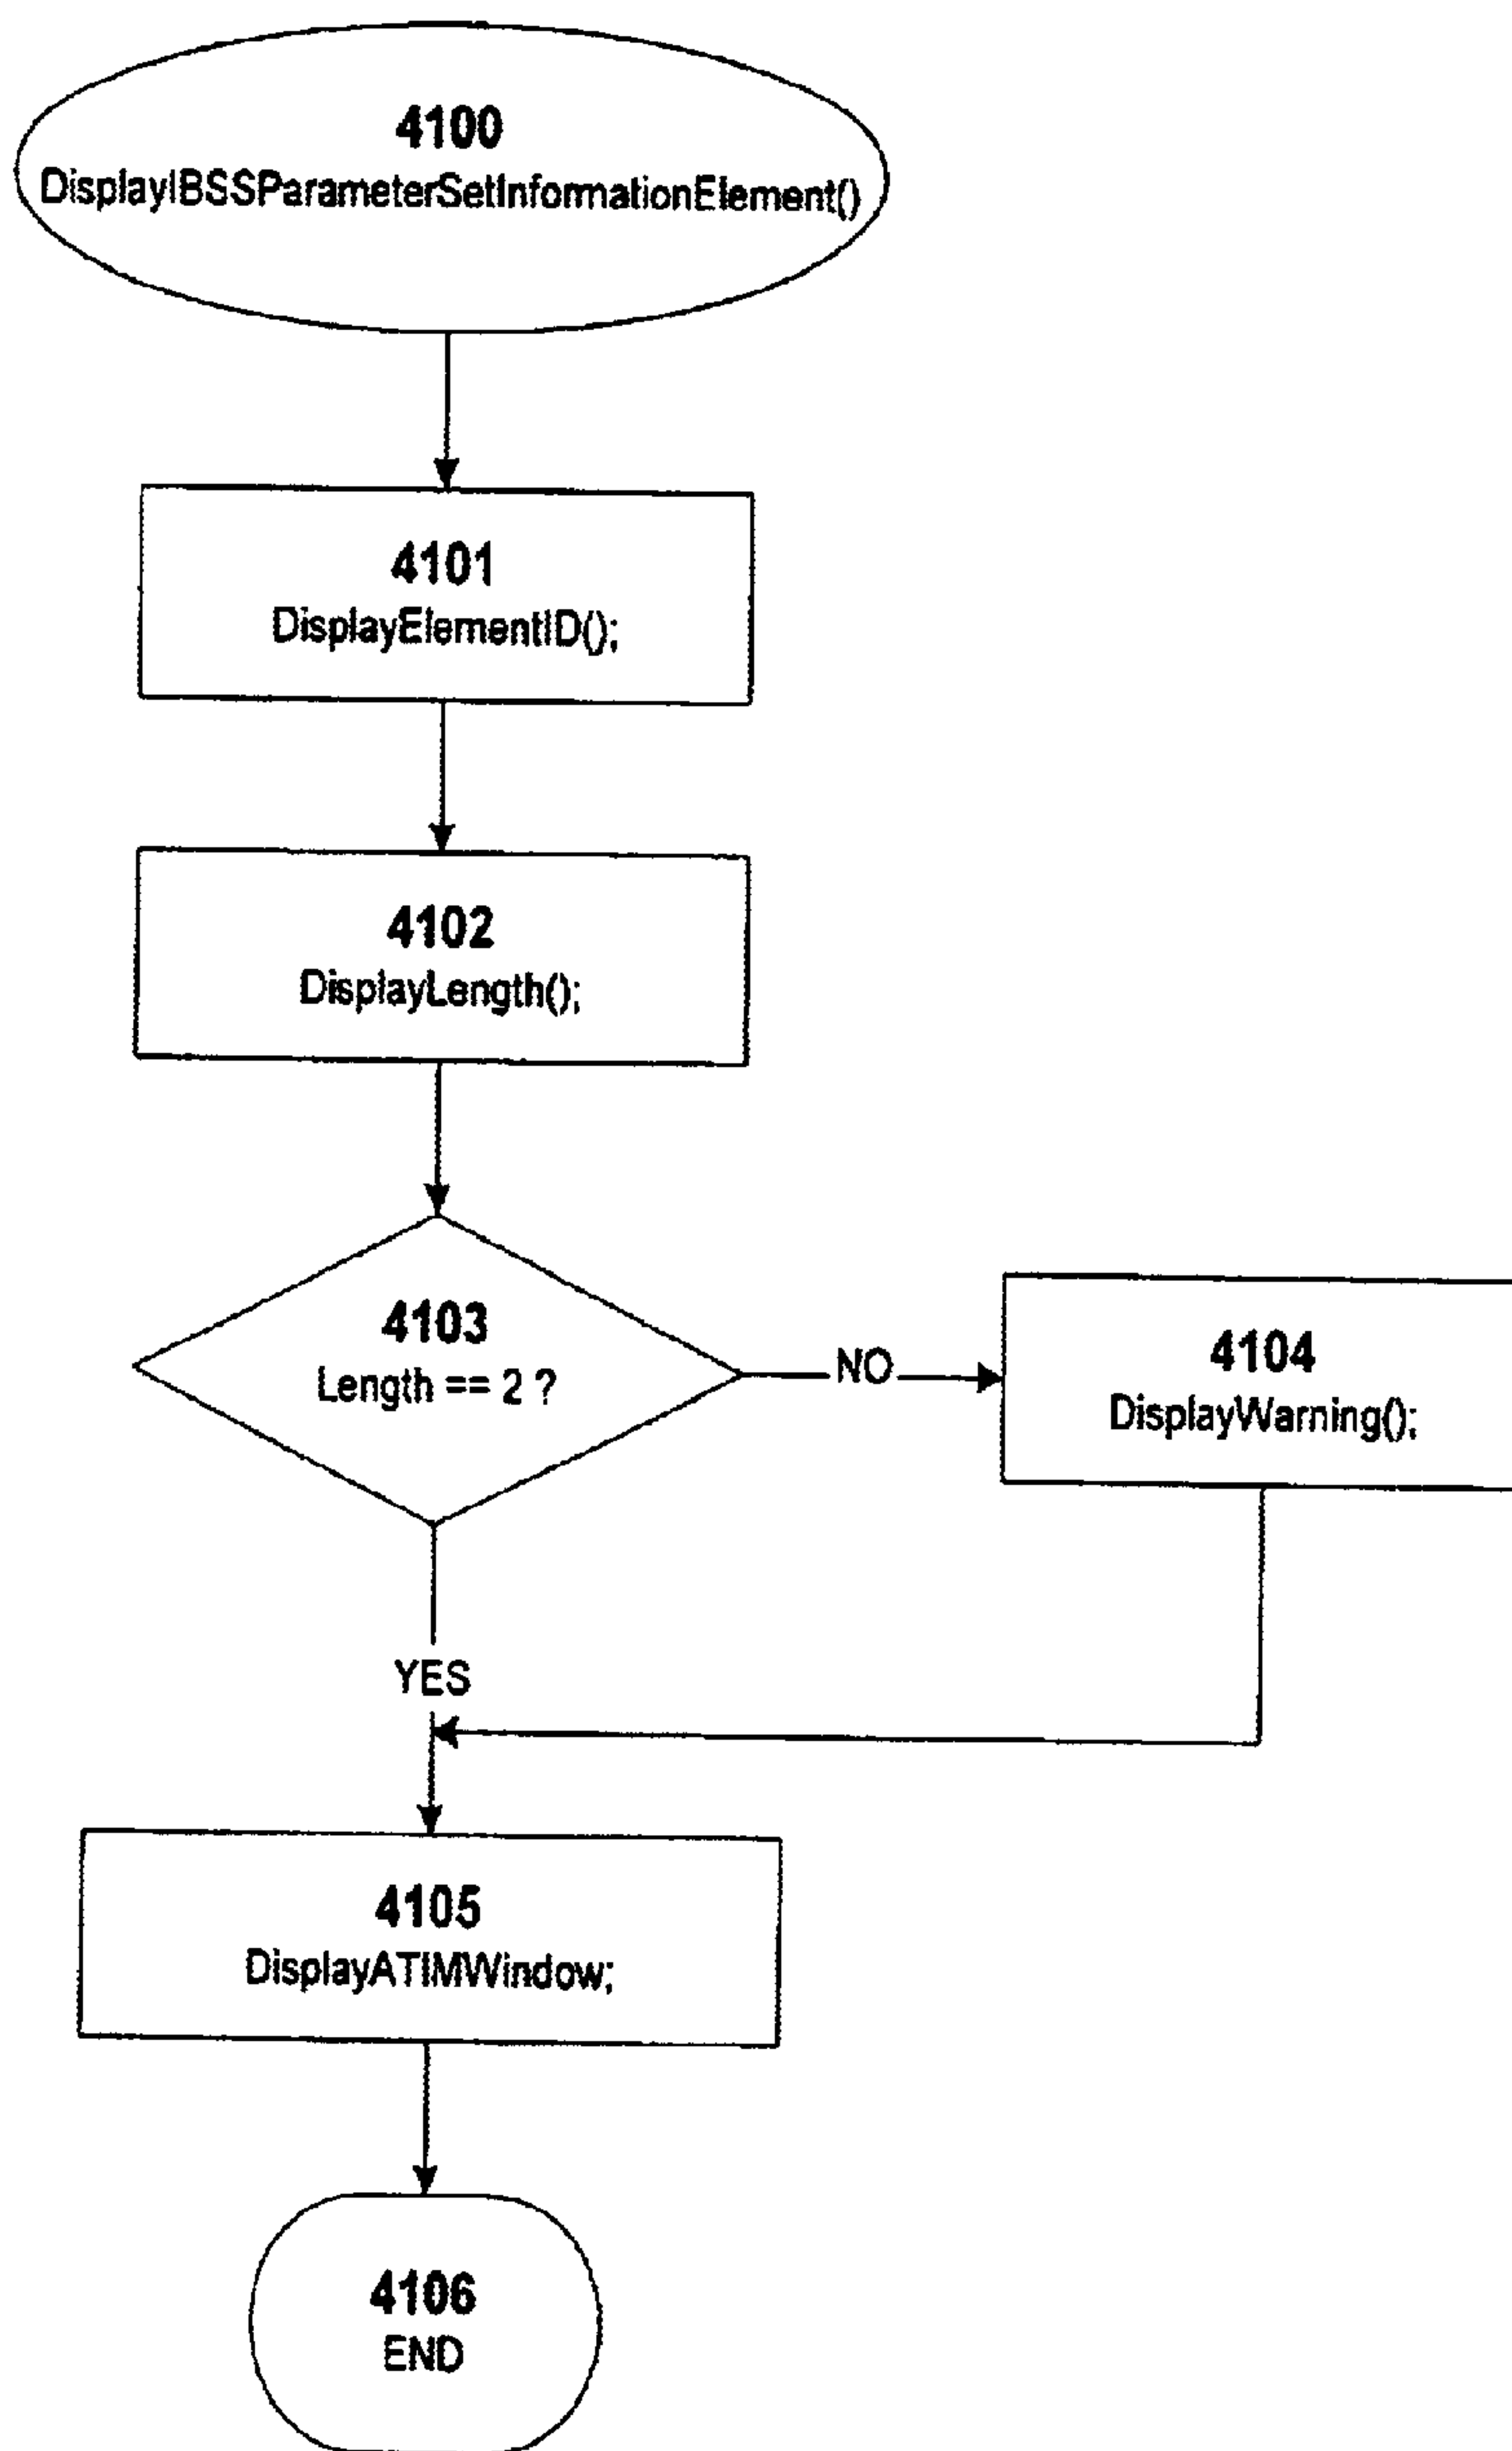 4100
DisplayIBSSParameterSetInformationElement()
4101
DisplayElementID();
4102
DisplayLength();
4103
Length == 2 ?
NO
4104
DisplayWarning();
YES
4105
DisplayATIMWindow;
4106
END